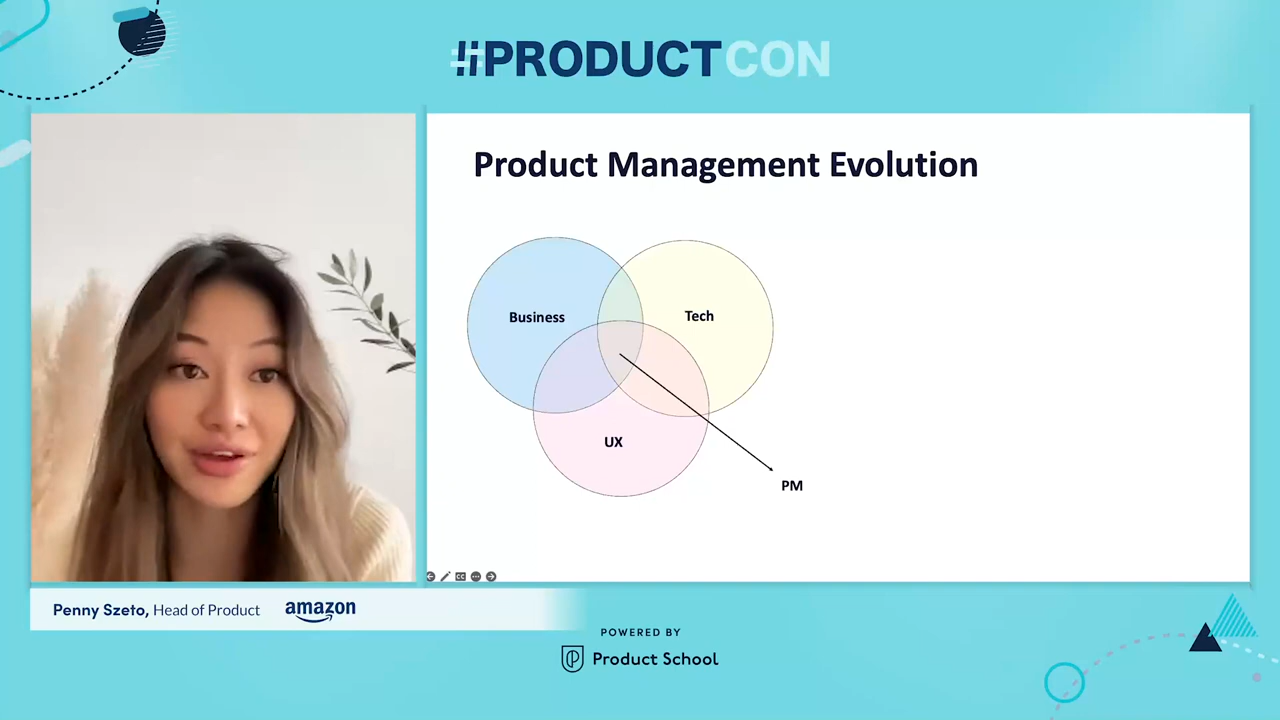 #PRODUCTCON
Product Management Evolution
Business
Tech
UX
PM
Penny Szeto, Head of Product
amazon
POWERED BY
Product School